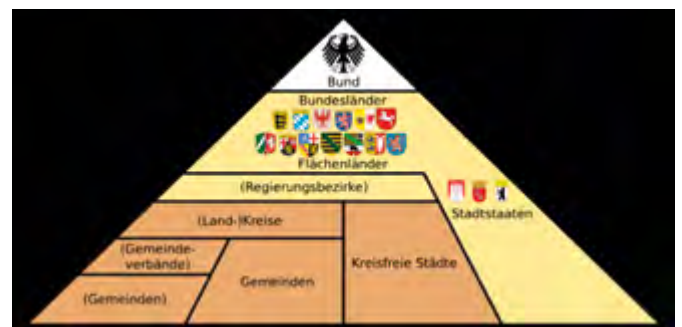 Bund
Bundesländer
Flächenländer
(Regierungsbezirke)
Stadtstaaten
(Land-)Kreise
(Gemeinde-
verbände)
Kreisfreie Städte
Gemeinden
(Gemeinden)